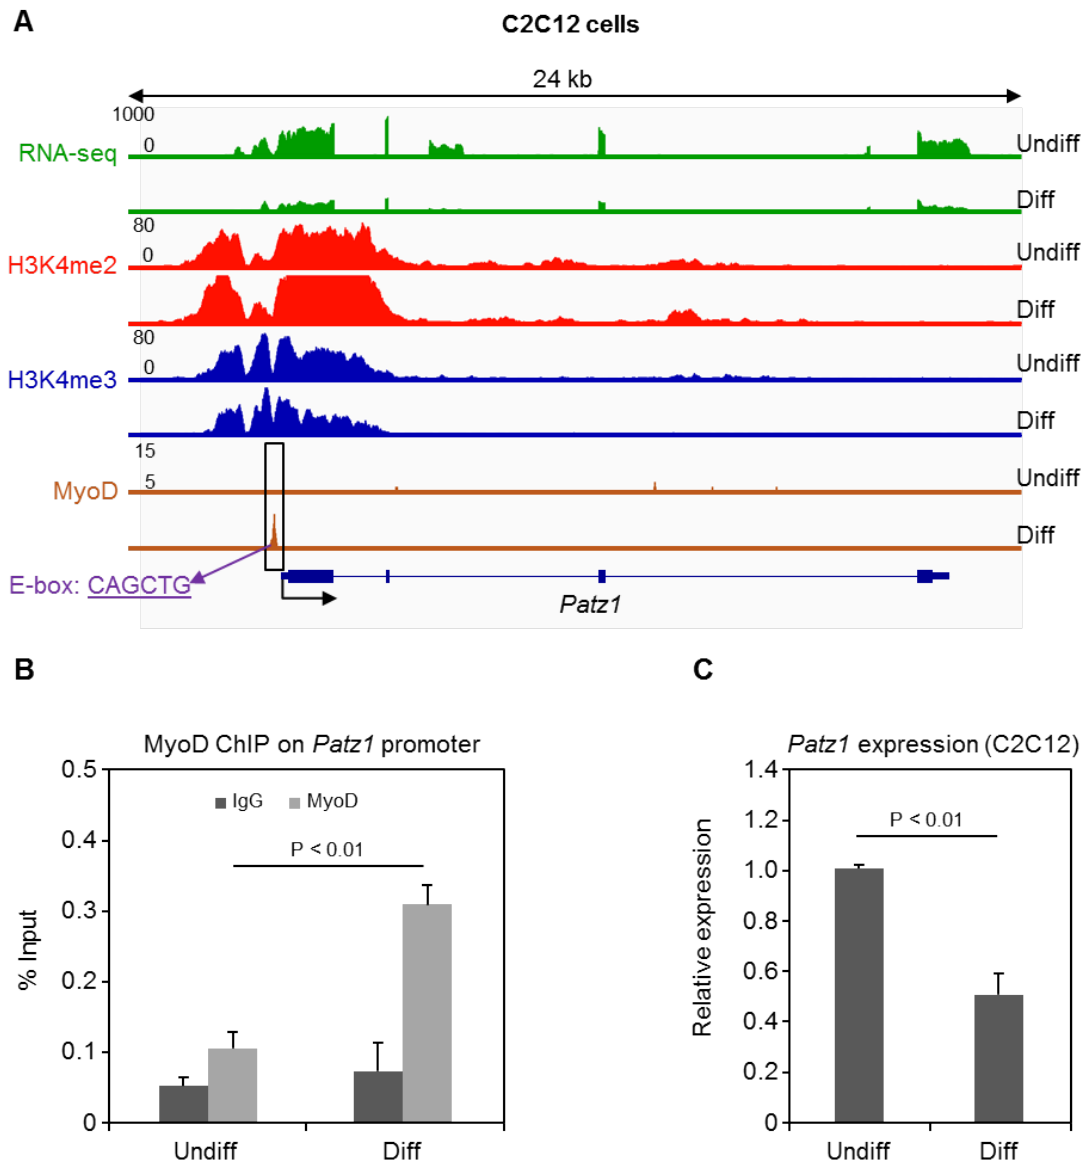 A
C2C12 cells
24 kb
1000
0
RNA-seq
Undiff
Diff
80
0
H3K4me2
Undiff
Diff
80
0
H3K4me3
Undiff
Diff
15
5
MyoD
Undiff
Diff
E-box: CAGCTG
Patz1
B
MyoD ChIP on Patz1 promoter
0.5
0.4
0.3
0.2
0.1
0
% Input
IgG MyoD
P < 0.01
Undiff Diff
C
Patz1 expression (C2C12)
1.4
1.2
1.0
0.8
0.6
0.4
0.2
0
Relative expression
P < 0.01
Undiff Diff